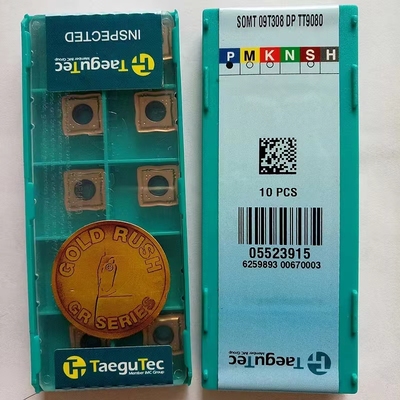 INSPECTED
TaeguTec
Member IMC Group
GOLD RUSH
GR SERIES
TaeguTec
Member IMC Group
SOMT 09T308 DP TT9080
P M K N S H
10 PCS
05523915
6259893 00670003
TaeguTec
Member IMC Group